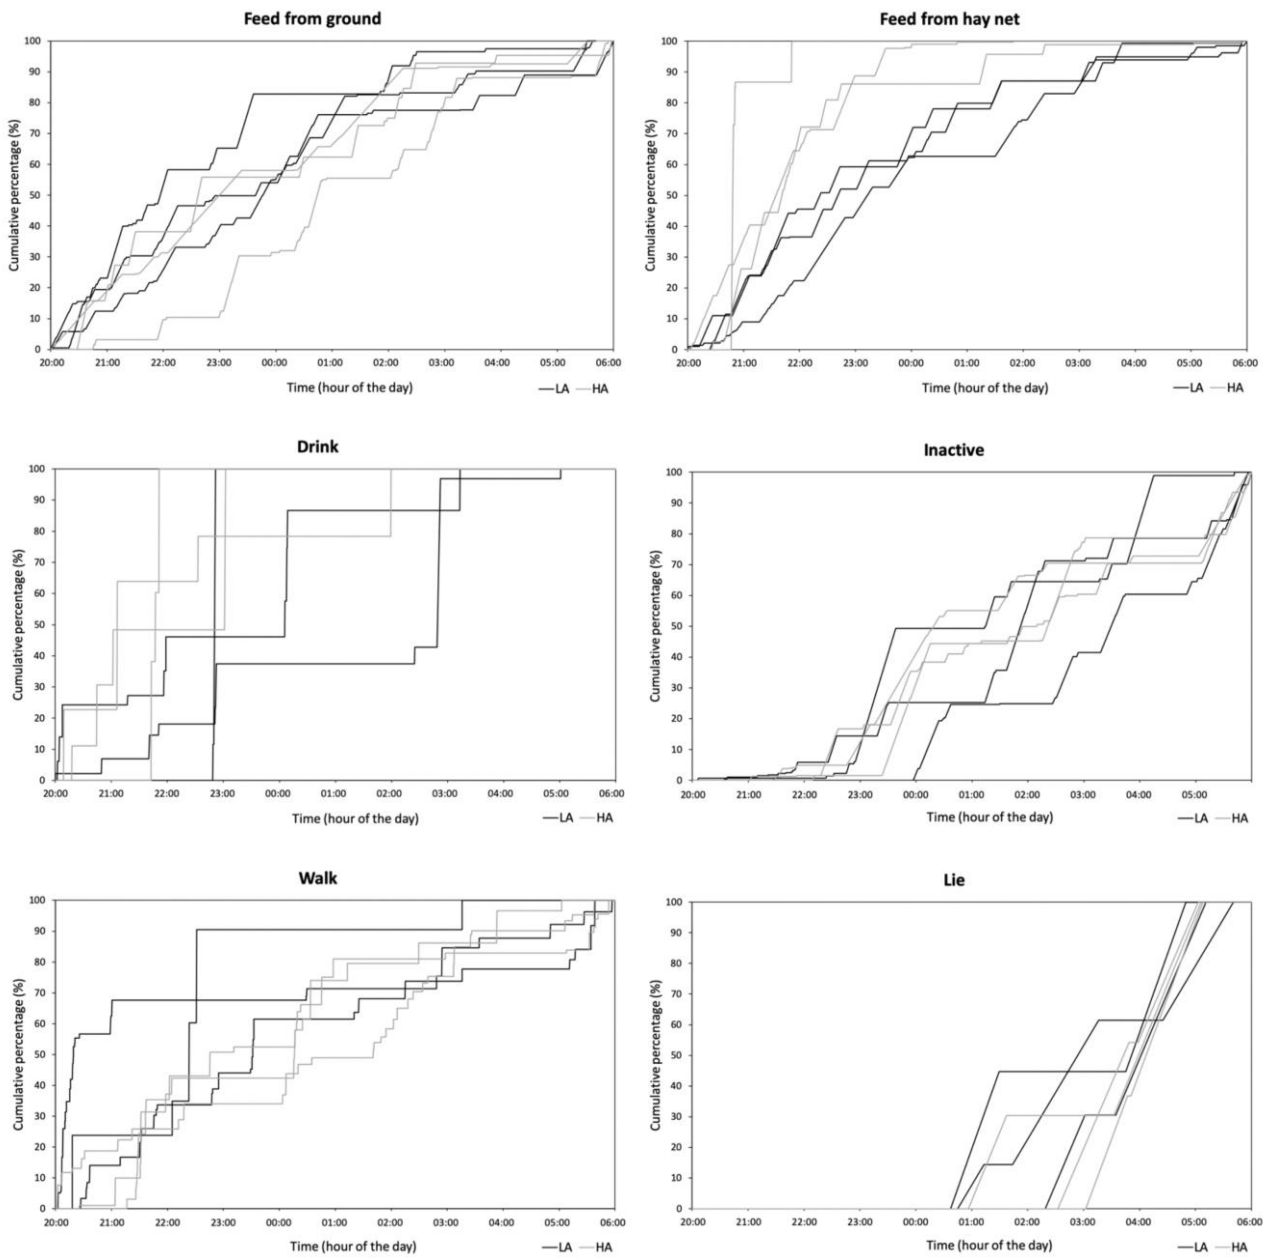 Feed from ground
Feed from hay net
Cumulative percentage (%)
100
90
80
70
60
50
40
30
20
10
0
20:00 21:00 22:00 23:00 00:00 01:00 02:00 03:00 04:00 05:00 06:00
Time (hour of the day)
LA HA
Cumulative percentage (%)
100
90
80
70
60
50
40
30
20
10
0
20:00 21:00 22:00 23:00 00:00 01:00 02:00 03:00 04:00 05:00 06:00
Time (hour of the day)
LA HA
Drink
Inactive
Cumulative percentage (%)
100
90
80
70
60
50
40
30
20
10
0
20:00 21:00 22:00 23:00 00:00 01:00 02:00 03:00 04:00 05:00 06:00
Time (hour of the day)
LA HA
Cumulative percentage (%)
100
90
80
70
60
50
40
30
20
10
0
20:00 21:00 22:00 23:00 00:00 01:00 02:00 03:00 04:00 05:00
Time (hour of the day)
LA HA
Walk
Lie
Cumulative percentage (%)
100
90
80
70
60
50
40
30
20
10
0
20:00 21:00 22:00 23:00 00:00 01:00 02:00 03:00 04:00 05:00 06:00
Time (hour of the day)
LA HA
Cumulative percentage (%)
100
90
80
70
60
50
40
30
20
10
0
20:00 21:00 22:00 23:00 00:00 01:00 02:00 03:00 04:00 05:00 06:00
Time (hour of the day)
LA HA